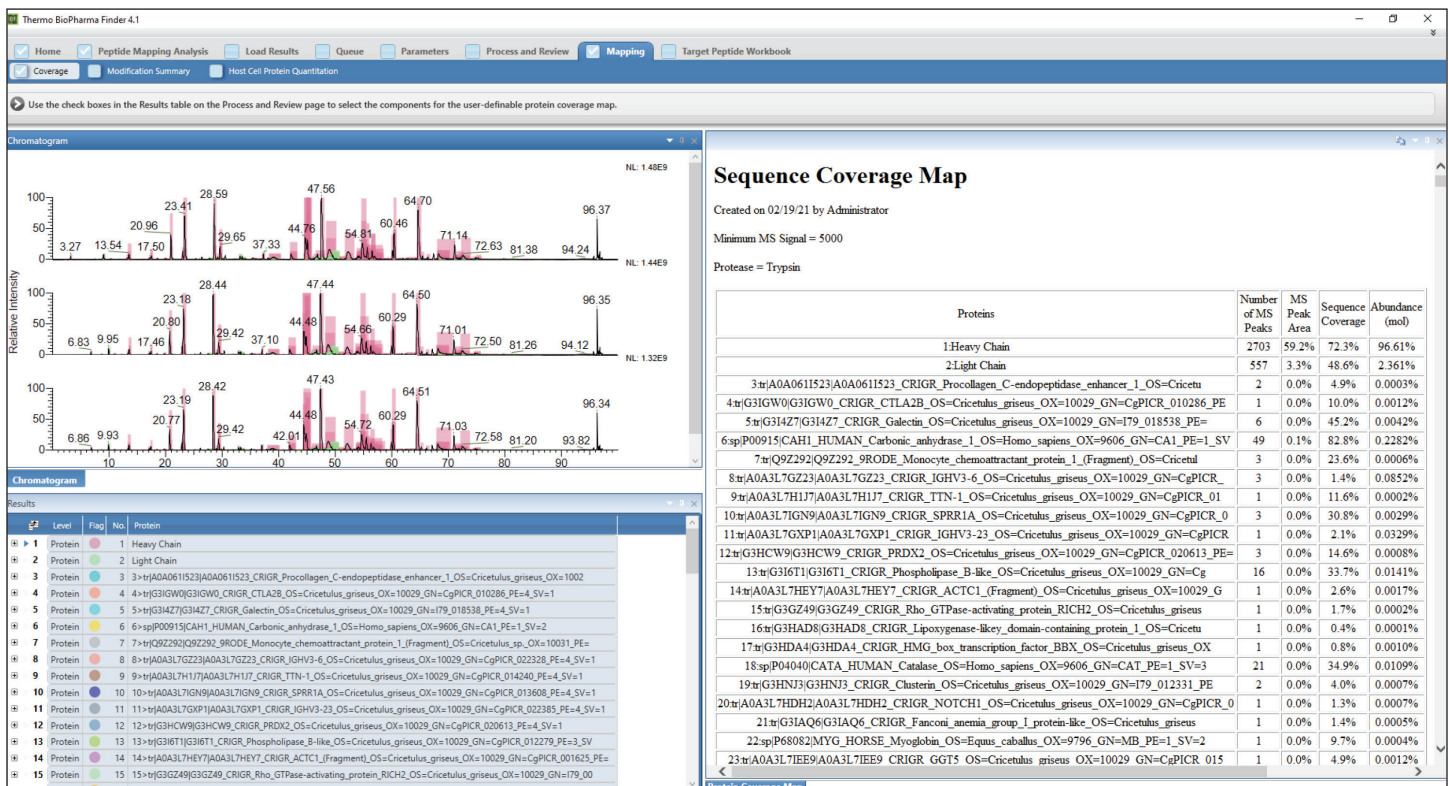 Thermo BioPharma Finder 4.1
Home Peptide Mapping Analysis Load Results Queue Parameters Process and Review Mapping Target Peptide Workbook
Coverage Modification Summary Host Cell Protein Quantitation
Use the check boxes in the Results table on the Process and Review page to select the components for the user-definable protein coverage map.
Chromatogram
Relative Intensity
NL: 1.48E9
100
50
0
3.27 13.54 17.50 20.96 23.41 28.59 29.65 37.33 44.76 47.56 54.81 60.46 64.70 71.14 72.63 81.38 94.24 96.37
NL: 1.44E9
100
50
0
6.83 9.95 17.46 20.80 23.18 28.44 29.42 37.10 44.48 47.44 54.66 60.29 64.50 71.01 72.50 81.26 94.12 96.35
NL: 1.32E9
100
50
0
6.86 9.93 20.77 23.19 28.42 29.42 42.01 44.48 47.43 54.72 60.29 64.51 71.03 72.58 81.20 93.82 96.34
10 20 30 40 50 60 70 80 90
Chromatogram
Results
Level Flag No. Protein
1 Protein 1 Heavy Chain
2 Protein 2 Light Chain
3 Protein 3 3>tr|A0A061I523|A0A061I523_CRIGR_Procollagen_C-endopeptidase_enhancer_1_OS=Cricetulus_griseus_OX=1002
4 Protein 4 4>tr|G3IGW0|G3IGW0_CRIGR_CTLA2B_OS=Cricetulus_griseus_OX=10029_GN=CgPICR_010286_PE=4_SV=1
5 Protein 5 5>tr|G3I4Z7|G3I4Z7_CRIGR_Galectin_OS=Cricetulus_griseus_OX=10029_GN=I79_018538_PE=4_SV=1
6 Protein 6 6>sp|P00915|CAH1_HUMAN_Carbonic_anhydrase_1_OS=Homo_sapiens_OX=9606_GN=CA1_PE=1_SV=2
7 Protein 7 7>tr|Q9Z292|Q9Z292_9RODE_Monocyte_chemoattractant_protein_1_(Fragment)_OS=Cricetulus_sp._OX=10031_PE=
8 Protein 8 8>tr|A0A3L7GZ23|A0A3L7GZ23_CRIGR_IGHV3-6_OS=Cricetulus_griseus_OX=10029_GN=CgPICR_022328_PE=4_SV=1
9 Protein 9 9>tr|A0A3L7H1J7|A0A3L7H1J7_CRIGR_TTN-1_OS=Cricetulus_griseus_OX=10029_GN=CgPICR_014240_PE=4_SV=1
10 Protein 10 10>tr|A0A3L7IGN9|A0A3L7IGN9_CRIGR_SPRR1A_OS=Cricetulus_griseus_OX=10029_GN=CgPICR_013608_PE=4_SV=1
11 Protein 11 11>tr|A0A3L7GXP1|A0A3L7GXP1_CRIGR_IGHV3-23_OS=Cricetulus_griseus_OX=10029_GN=CgPICR_022385_PE=4_SV=1
12 Protein 12 12>tr|G3HCW9|G3HCW9_CRIGR_PRDX2_OS=Cricetulus_griseus_OX=10029_GN=CgPICR_020613_PE=4_SV=1
13 Protein 13 13>tr|G3I6T1|G3I6T1_CRIGR_Phospholipase_B-like_OS=Cricetulus_griseus_OX=10029_GN=CgPICR_012279_PE=3_SV
14 Protein 14 14>tr|A0A3L7HEY7|A0A3L7HEY7_CRIGR_ACTC1_(Fragment)_OS=Cricetulus_griseus_OX=10029_GN=CgPICR_001625_PE=
15 Protein 15 15>tr|G3GZ49|G3GZ49_CRIGR_Rho_GTPase-activating_protein_RICH2_OS=Cricetulus_griseus_OX=10029_GN=I79_00
Sequence Coverage Map
Created on 02/19/21 by Administrator
Minimum MS Signal = 5000
Protease = Trypsin
Proteins Number of MS Peaks MS Peak Area Sequence Coverage Abundance (mol)
1:Heavy Chain 2703 59.2% 72.3% 96.61%
2:Light Chain 557 3.3% 48.6% 2.361%
3:tr|A0A061I523|A0A061I523_CRIGR_Procollagen_C-endopeptidase_enhancer_1_OS=Cricetu 2 0.0% 4.9% 0.0003%
4:tr|G3IGW0|G3IGW0_CRIGR_CTLA2B_OS=Cricetulus_griseus_OX=10029_GN=CgPICR_010286_PE 1 0.0% 10.0% 0.0012%
5:tr|G3I4Z7|G3I4Z7_CRIGR_Galectin_OS=Cricetulus_griseus_OX=10029_GN=I79_018538_PE= 6 0.0% 45.2% 0.0042%
6:sp|P00915|CAH1_HUMAN_Carbonic_anhydrase_1_OS=Homo_sapiens_OX=9606_GN=CA1_PE=1_SV 49 0.1% 82.8% 0.2282%
7:tr|Q9Z292|Q9Z292_9RODE_Monocyte_chemoattractant_protein_1_(Fragment)_OS=Cricetul 3 0.0% 23.6% 0.0006%
8:tr|A0A3L7GZ23|A0A3L7GZ23_CRIGR_IGHV3-6_OS=Cricetulus_griseus_OX=10029_GN=CgPICR_ 3 0.0% 1.4% 0.0852%
9:tr|A0A3L7H1J7|A0A3L7H1J7_CRIGR_TTN-1_OS=Cricetulus_griseus_OX=10029_GN=CgPICR_01 1 0.0% 11.6% 0.0002%
10:tr|A0A3L7IGN9|A0A3L7IGN9_CRIGR_SPRR1A_OS=Cricetulus_griseus_OX=10029_GN=CgPICR_0 3 0.0% 30.8% 0.0029%
11:tr|A0A3L7GXP1|A0A3L7GXP1_CRIGR_IGHV3-23_OS=Cricetulus_griseus_OX=10029_GN=CgPICR 1 0.0% 2.1% 0.0329%
12:tr|G3HCW9|G3HCW9_CRIGR_PRDX2_OS=Cricetulus_griseus_OX=10029_GN=CgPICR_020613_PE= 3 0.0% 14.6% 0.0008%
13:tr|G3I6T1|G3I6T1_CRIGR_Phospholipase_B-like_OS=Cricetulus_griseus_OX=10029_GN=Cg 16 0.0% 33.7% 0.0141%
14:tr|A0A3L7HEY7|A0A3L7HEY7_CRIGR_ACTC1_(Fragment)_OS=Cricetulus_griseus_OX=10029_G 1 0.0% 2.6% 0.0017%
15:tr|G3GZ49|G3GZ49_CRIGR_Rho_GTPase-activating_protein_RICH2_OS=Cricetulus_griseus 1 0.0% 1.7% 0.0002%
16:tr|G3HAD8|G3HAD8_CRIGR_Lipoxygenase-likey_domain-containing_protein_1_OS=Cricetu 1 0.0% 0.4% 0.0001%
17:tr|G3HDA4|G3HDA4_CRIGR_HMG_box_transcription_factor_BBX_OS=Cricetulus_griseus_OX 1 0.0% 0.8% 0.0010%
18:sp|P04040|CATA_HUMAN_Catalase_OS=Homo_sapiens_OX=9606_GN=CAT_PE=1_SV=3 21 0.0% 34.9% 0.0109%
19:tr|G3HNJ3|G3HNJ3_CRIGR_Clusterin_OS=Cricetulus_griseus_OX=10029_GN=I79_012331_PE 2 0.0% 4.0% 0.0007%
20:tr|A0A3L7HDH2|A0A3L7HDH2_CRIGR_NOTCH1_OS=Cricetulus_griseus_OX=10029_GN=CgPICR_0 1 0.0% 1.3% 0.0007%
21:tr|G3IAQ6|G3IAQ6_CRIGR_Fanconi_anemia_group_I_protein-like_OS=Cricetulus_griseus 1 0.0% 1.4% 0.0005%
22:sp|P68082|MYG_HORSE_Myoglobin_OS=Equus_caballus_OX=9796_GN=MB_PE=1_SV=2 1 0.0% 9.7% 0.0004%
23:tr|A0A3L7IEE9|A0A3L7IEE9_CRIGR_GGT5_OS=Cricetulus_griseus_OX=10029_GN=CgPICR_015 1 0.0% 4.9% 0.0012%